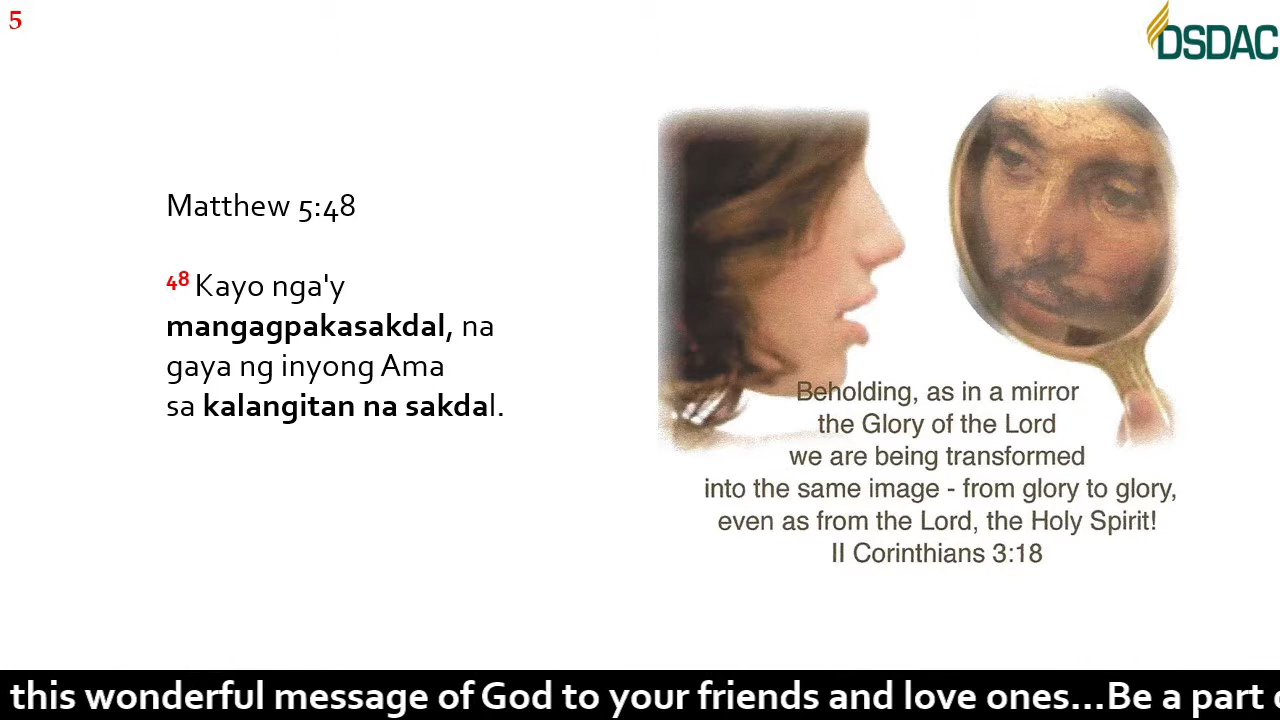 5
DSDAC
Matthew 5:48
48 Kayo nga'y
mangagpakasakdal, na
gaya ng inyong Ama
sa kalangitan na sakdal.
Beholding, as in a mirror
the Glory of the Lord
we are being transformed
into the same image - from glory to glory,
even as from the Lord, the Holy Spirit!
II Corinthians 3:18
this wonderful message of God to your friends and love ones...Be a part